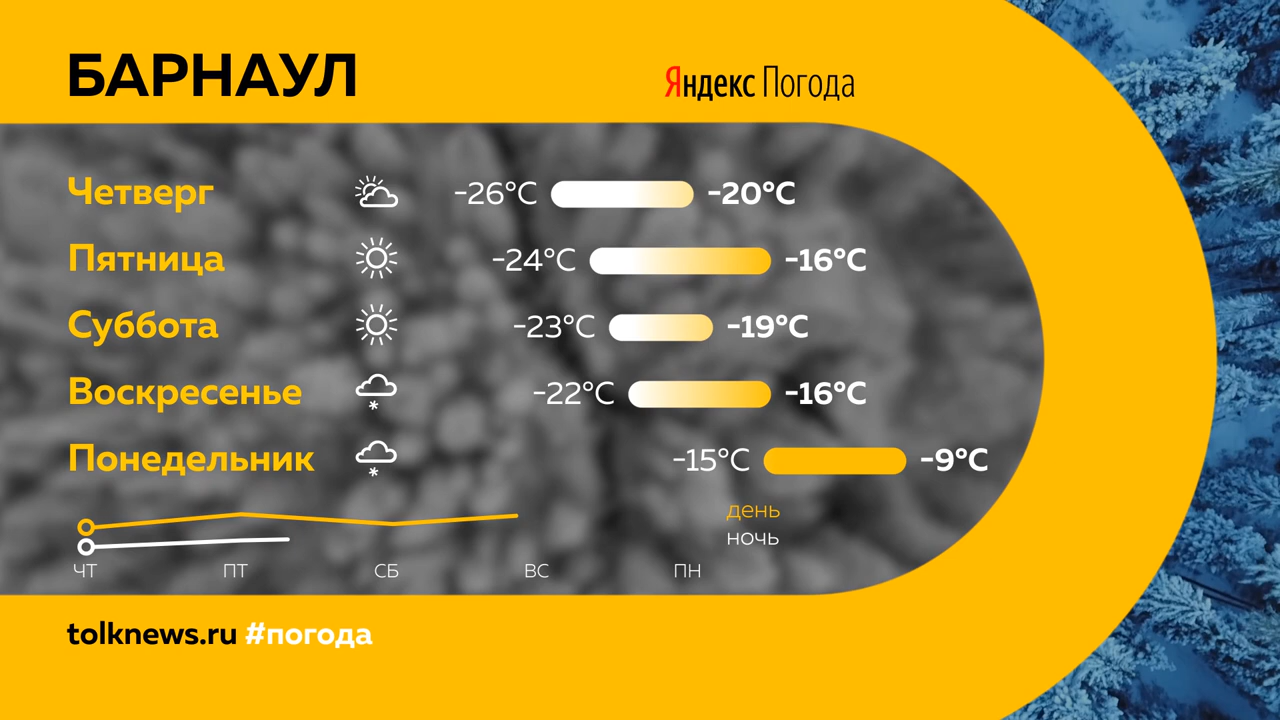 БАРНАУЛ
Яндекс Погода
Четверг -26°C -20°C
Пятница -24°C -16°C
Суббота -23°C -19°C
Воскресенье -22°C -16°C
Понедельник -15°C -9°C
день
ночь
ЧТ ПТ СБ ВС ПН
tolknews.ru #погода